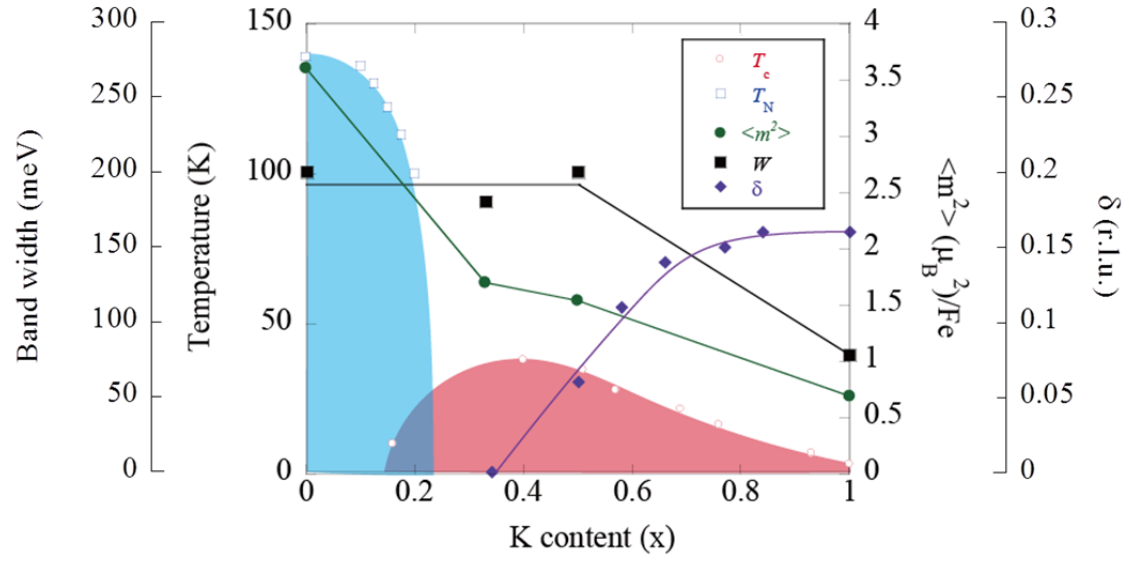 300
250
200
150
100
50
0
Band width (meV)
150
100
50
0
Temperature (K)
T_c
T_N
<m²>
W
δ
4
3.5
3
2.5
2
1.5
1
0.5
0
<m²> (μ_B²)/Fe
0.3
0.25
0.2
0.15
0.1
0.05
0
δ (r.l.u.)
0 0.2 0.4 0.6 0.8 1
K content (x)